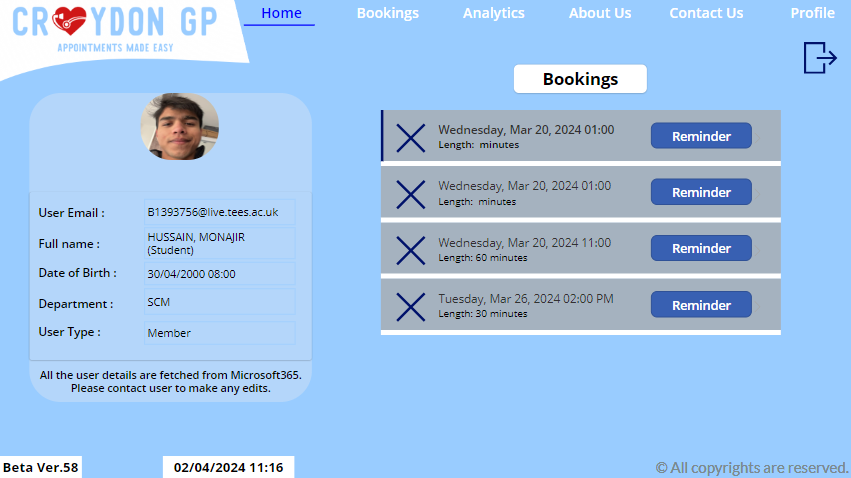 CROYDON GP
APPOINTMENTS MADE EASY
Home Bookings Analytics About Us Contact Us Profile
Bookings
User Email : B1393756@live.tees.ac.uk
Full name : HUSSAIN, MONAJIR
(Student)
Date of Birth : 30/04/2000 08:00
Department : SCM
User Type : Member
All the user details are fetched from Microsoft365.
Please contact user to make any edits.
Wednesday, Mar 20, 2024 01:00
Length: minutes
Reminder
Wednesday, Mar 20, 2024 01:00
Length: minutes
Reminder
Wednesday, Mar 20, 2024 11:00
Length: 60 minutes
Reminder
Tuesday, Mar 26, 2024 02:00 PM
Length: 30 minutes
Reminder
Beta Ver.58
02/04/2024 11:16
© All copyrights are reserved.